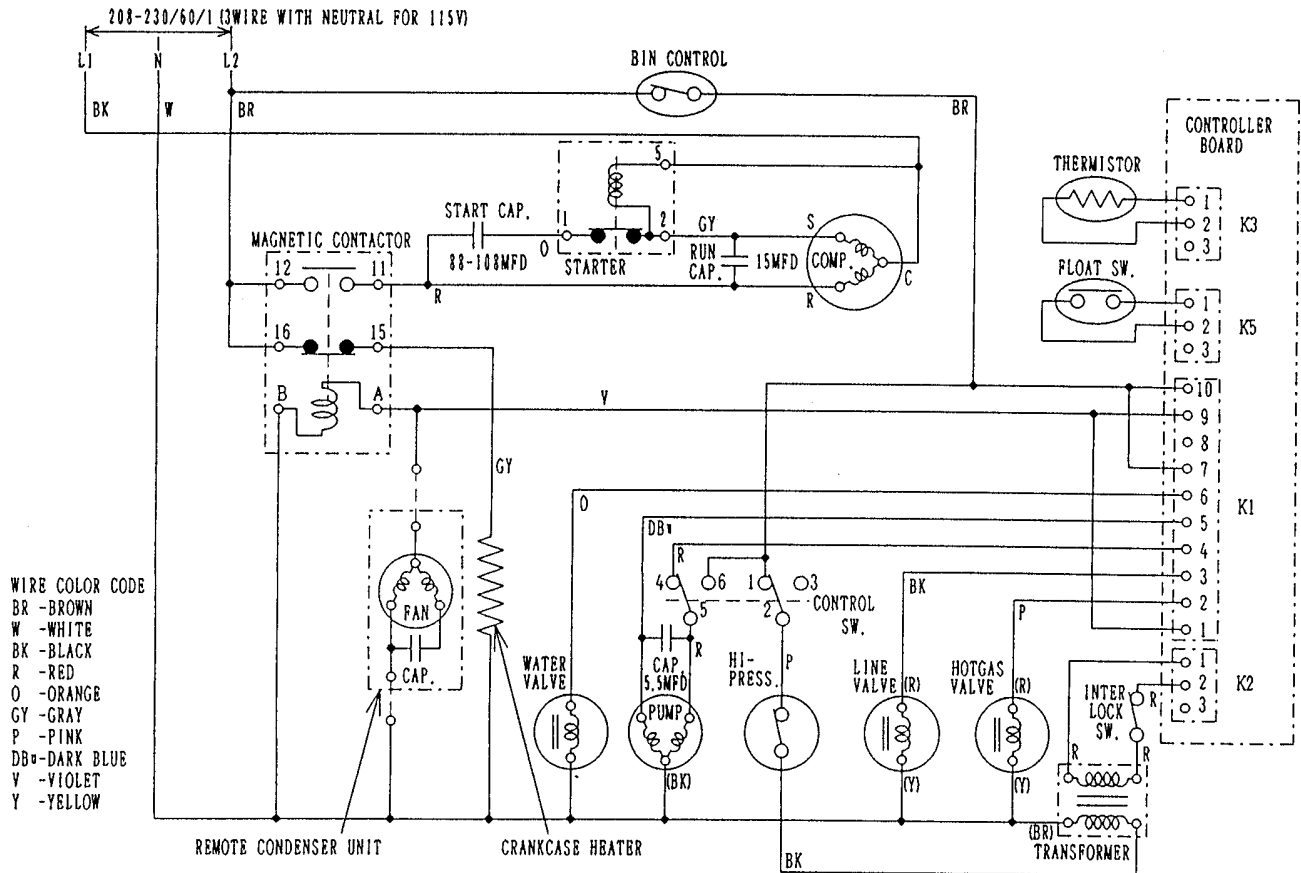 208-230/60/1 (3WIRE WITH NEUTRAL FOR 115V)
L1 N L2
BK W BR
BIN CONTROL
BR
CONTROLLER
BOARD
THERMISTOR
1
2
3
K3
FLOAT SW.
1
2
3
K5
5
START CAP.
88-108MFD
1
O
2
STARTER
GY
RUN
CAP.
15MFD
S
COMP.
R
C
MAGNETIC CONTACTOR
12 11
R
16 15
B A
V
GY
10
9
8
7
6
5
4
3
2
1
K1
O
DBu
R
4 6 1 3
5 2
CONTROL
SW.
BK
P
FAN
CAP.
WATER
VALVE
CAP.
5.5MFD
R
PUMP
(BK)
HI-
PRESS.
P
LINE
VALVE
(R)
(Y)
HOTGAS
VALVE
(R)
(Y)
INTER
LOCK
SW.
R
1
2
3
K2
R
R
(BR)
TRANSFORMER
BK
WIRE COLOR CODE
BR -BROWN
W -WHITE
BK -BLACK
R -RED
O -ORANGE
GY -GRAY
P -PINK
DBu-DARK BLUE
V -VIOLET
Y -YELLOW
REMOTE CONDENSER UNIT
CRANKCASE HEATER